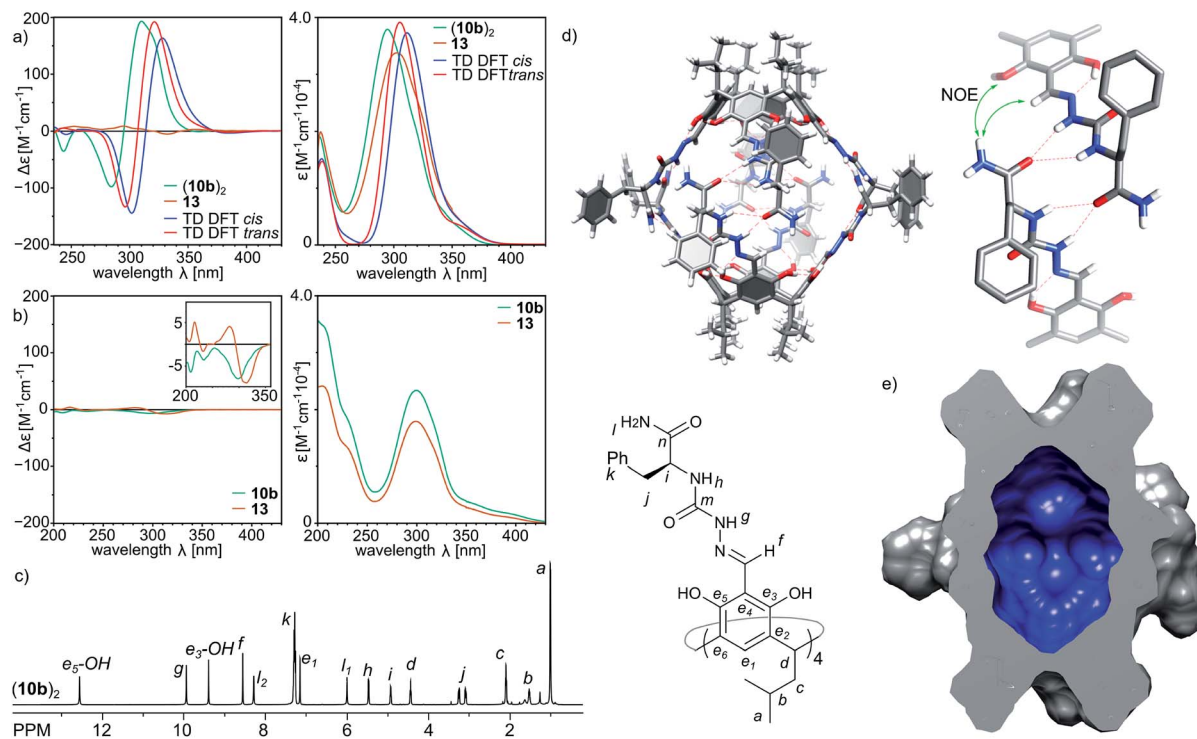 a)
200
100
0
−100
−200
Δε [M⁻¹cm⁻¹]
(10b)₂
13
TD DFT cis
TD DFT trans
250 300 350 400
wavelength λ [nm]
4.0
0
ε [M⁻¹cm⁻¹10⁻⁴]
(10b)₂
13
TD DFT cis
TD DFT trans
250 300 350 400
wavelength λ [nm]
b)
200
100
0
−100
−200
Δε [M⁻¹cm⁻¹]
5
-5
200 350
10b
13
200 250 300 350 400
wavelength λ [nm]
4.0
0
ε [M⁻¹cm⁻¹10⁻⁴]
10b
13
200 250 300 350 400
wavelength λ [nm]
c)
(10b)₂
e₅-OH g e₃-OH f l₂ k e₁ l₁ h i d j c b a
PPM 12 10 8 6 4 2
d)
NOE
l H₂N O
n
Ph i
k j N h H
m
O NH g
N f
N H
HO e₅ e₃ OH
e₄
e₆ e₂
e₁ d 4
c
b
a
e)